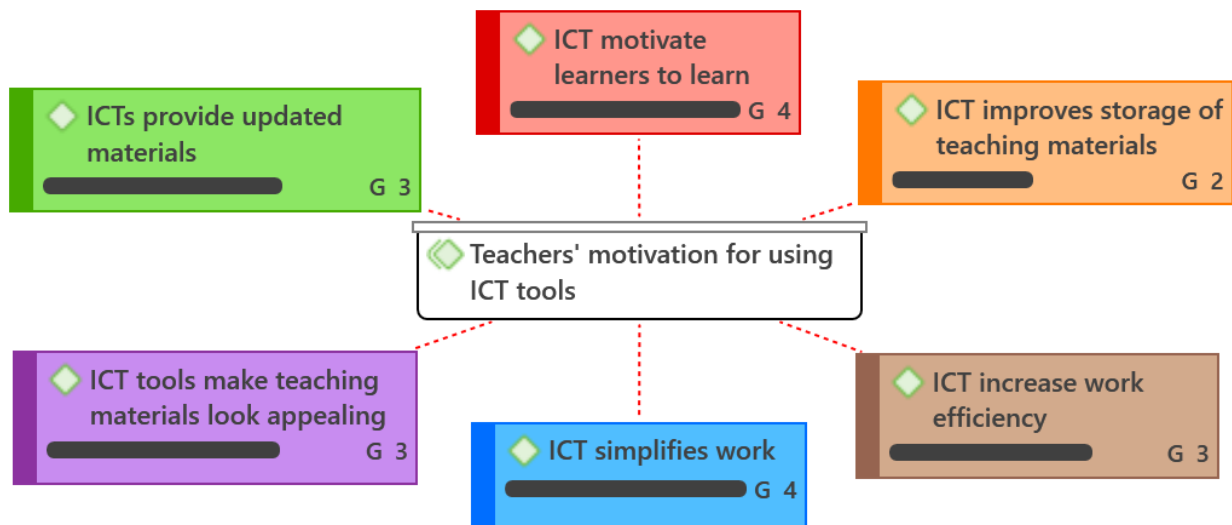 ICT motivate
learners to learn
G 4
ICTs provide updated
materials
G 3
ICT improves storage of
teaching materials
G 2
Teachers' motivation for using
ICT tools
ICT tools make teaching
materials look appealing
G 3
ICT simplifies work
G 4
ICT increase work
efficiency
G 3